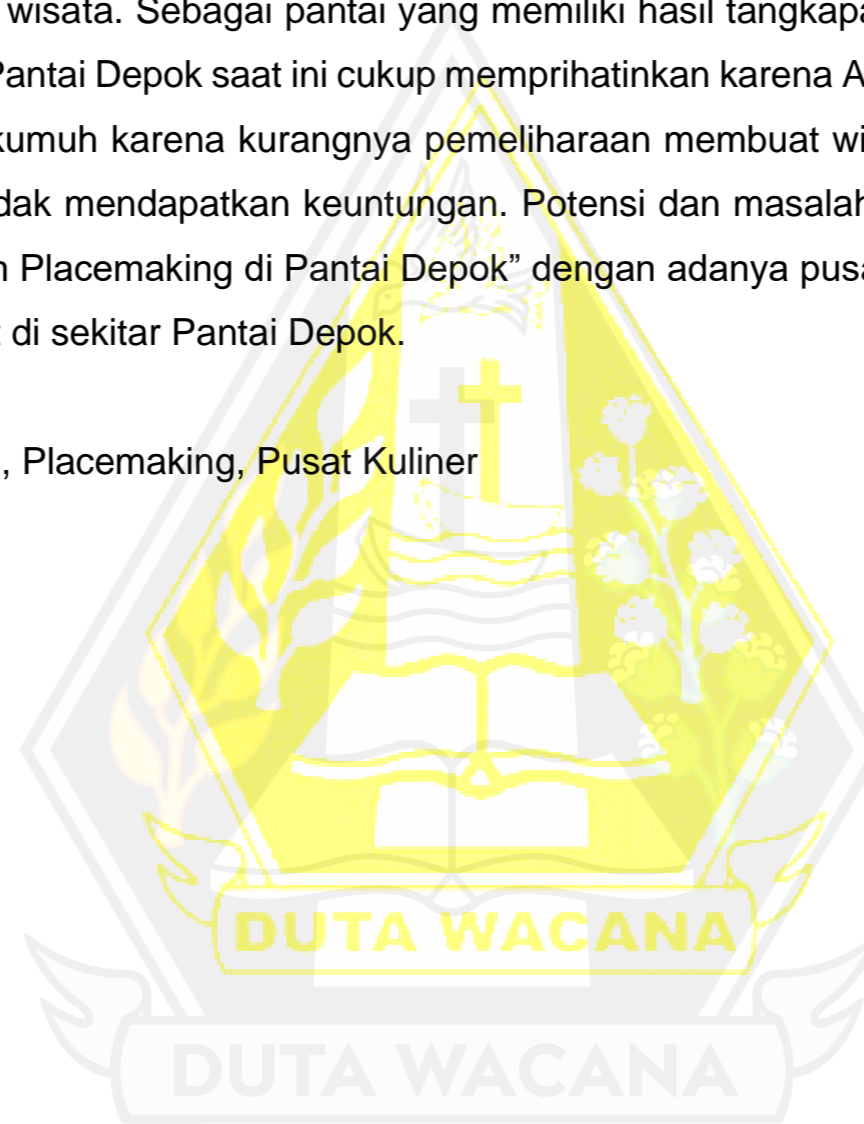 wisata. Sebagai pantai yang memiliki hasil tangkapa
Pantai Depok saat ini cukup memprihatinkan karena A
kumuh karena kurangnya pemeliharaan membuat wi
dak mendapatkan keuntungan. Potensi dan masalah
n Placemaking di Pantai Depok” dengan adanya pusa
t di sekitar Pantai Depok.
, Placemaking, Pusat Kuliner
DUTA WACANA
DUTA WACANA